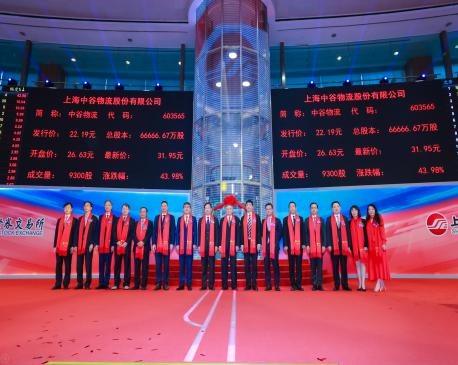 上海中谷物流股份有限公司
简 称: 中谷物流 代 码: 603565
发行价: 22.19元 总股本: 66666.67万股
开盘价: 26.63元 最新价: 31.95元
成交量: 9300股 涨跌幅: 43.98%
上海中谷物流股份有限公司
简 称: 中谷物流 代 码: 603565
发行价: 22.19元 总股本: 66666.67万股
开盘价: 26.63元 最新价: 31.95元
成交量: 9300股 涨跌幅: 43.98%
券交易所
STOCK EXCHANGE